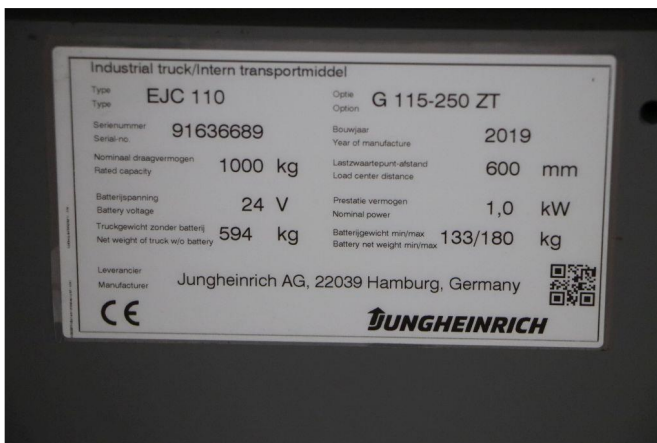 Industrial truck/Intern transportmiddel
Type EJC 110 Optie G 115-250 ZT
Type Option
Serienummer 91636689 Bouwjaar 2019
Serial-no. Year of manufacture
Nominaal draagvermogen 1000 kg Lastzwaartepunt-afstand 600 mm
Rated capacity Load center distance
Batterijspanning 24 V Prestatie vermogen 1,0 kW
Battery voltage Nominal power
Truckgewicht zonder batterij 594 kg Batterijgewicht min/max 133/180 kg
Net weight of truck w/o battery Battery net weight min/max
Leverancier Jungheinrich AG, 22039 Hamburg, Germany
Manufacturer
CE JUNGHEINRICH